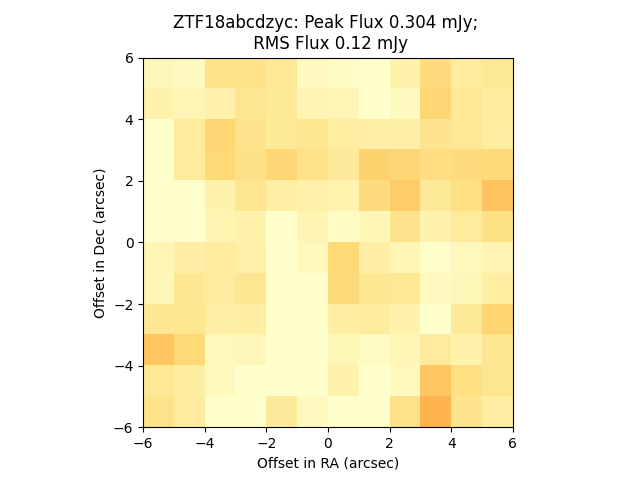 ZTF18abcdzyc: Peak Flux 0.304 mJy;
RMS Flux 0.12 mJy
6
4
2
0
−2
−4
−6
Offset in Dec (arcsec)
−6 −4 −2 0 2 4 6
Offset in RA (arcsec)